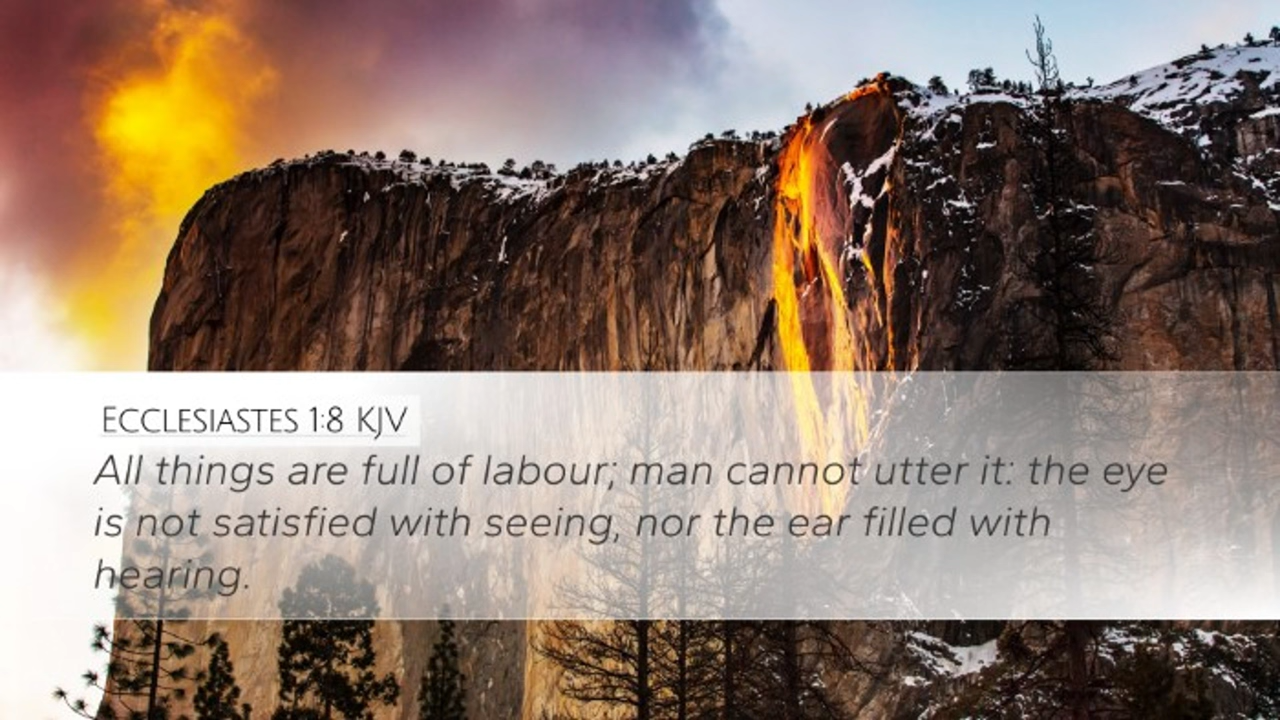 Ecclesiastes 1:8 KJV
All things are full of labour; man cannot utter it: the eye
is not satisfied with seeing, nor the ear filled with
hearing.